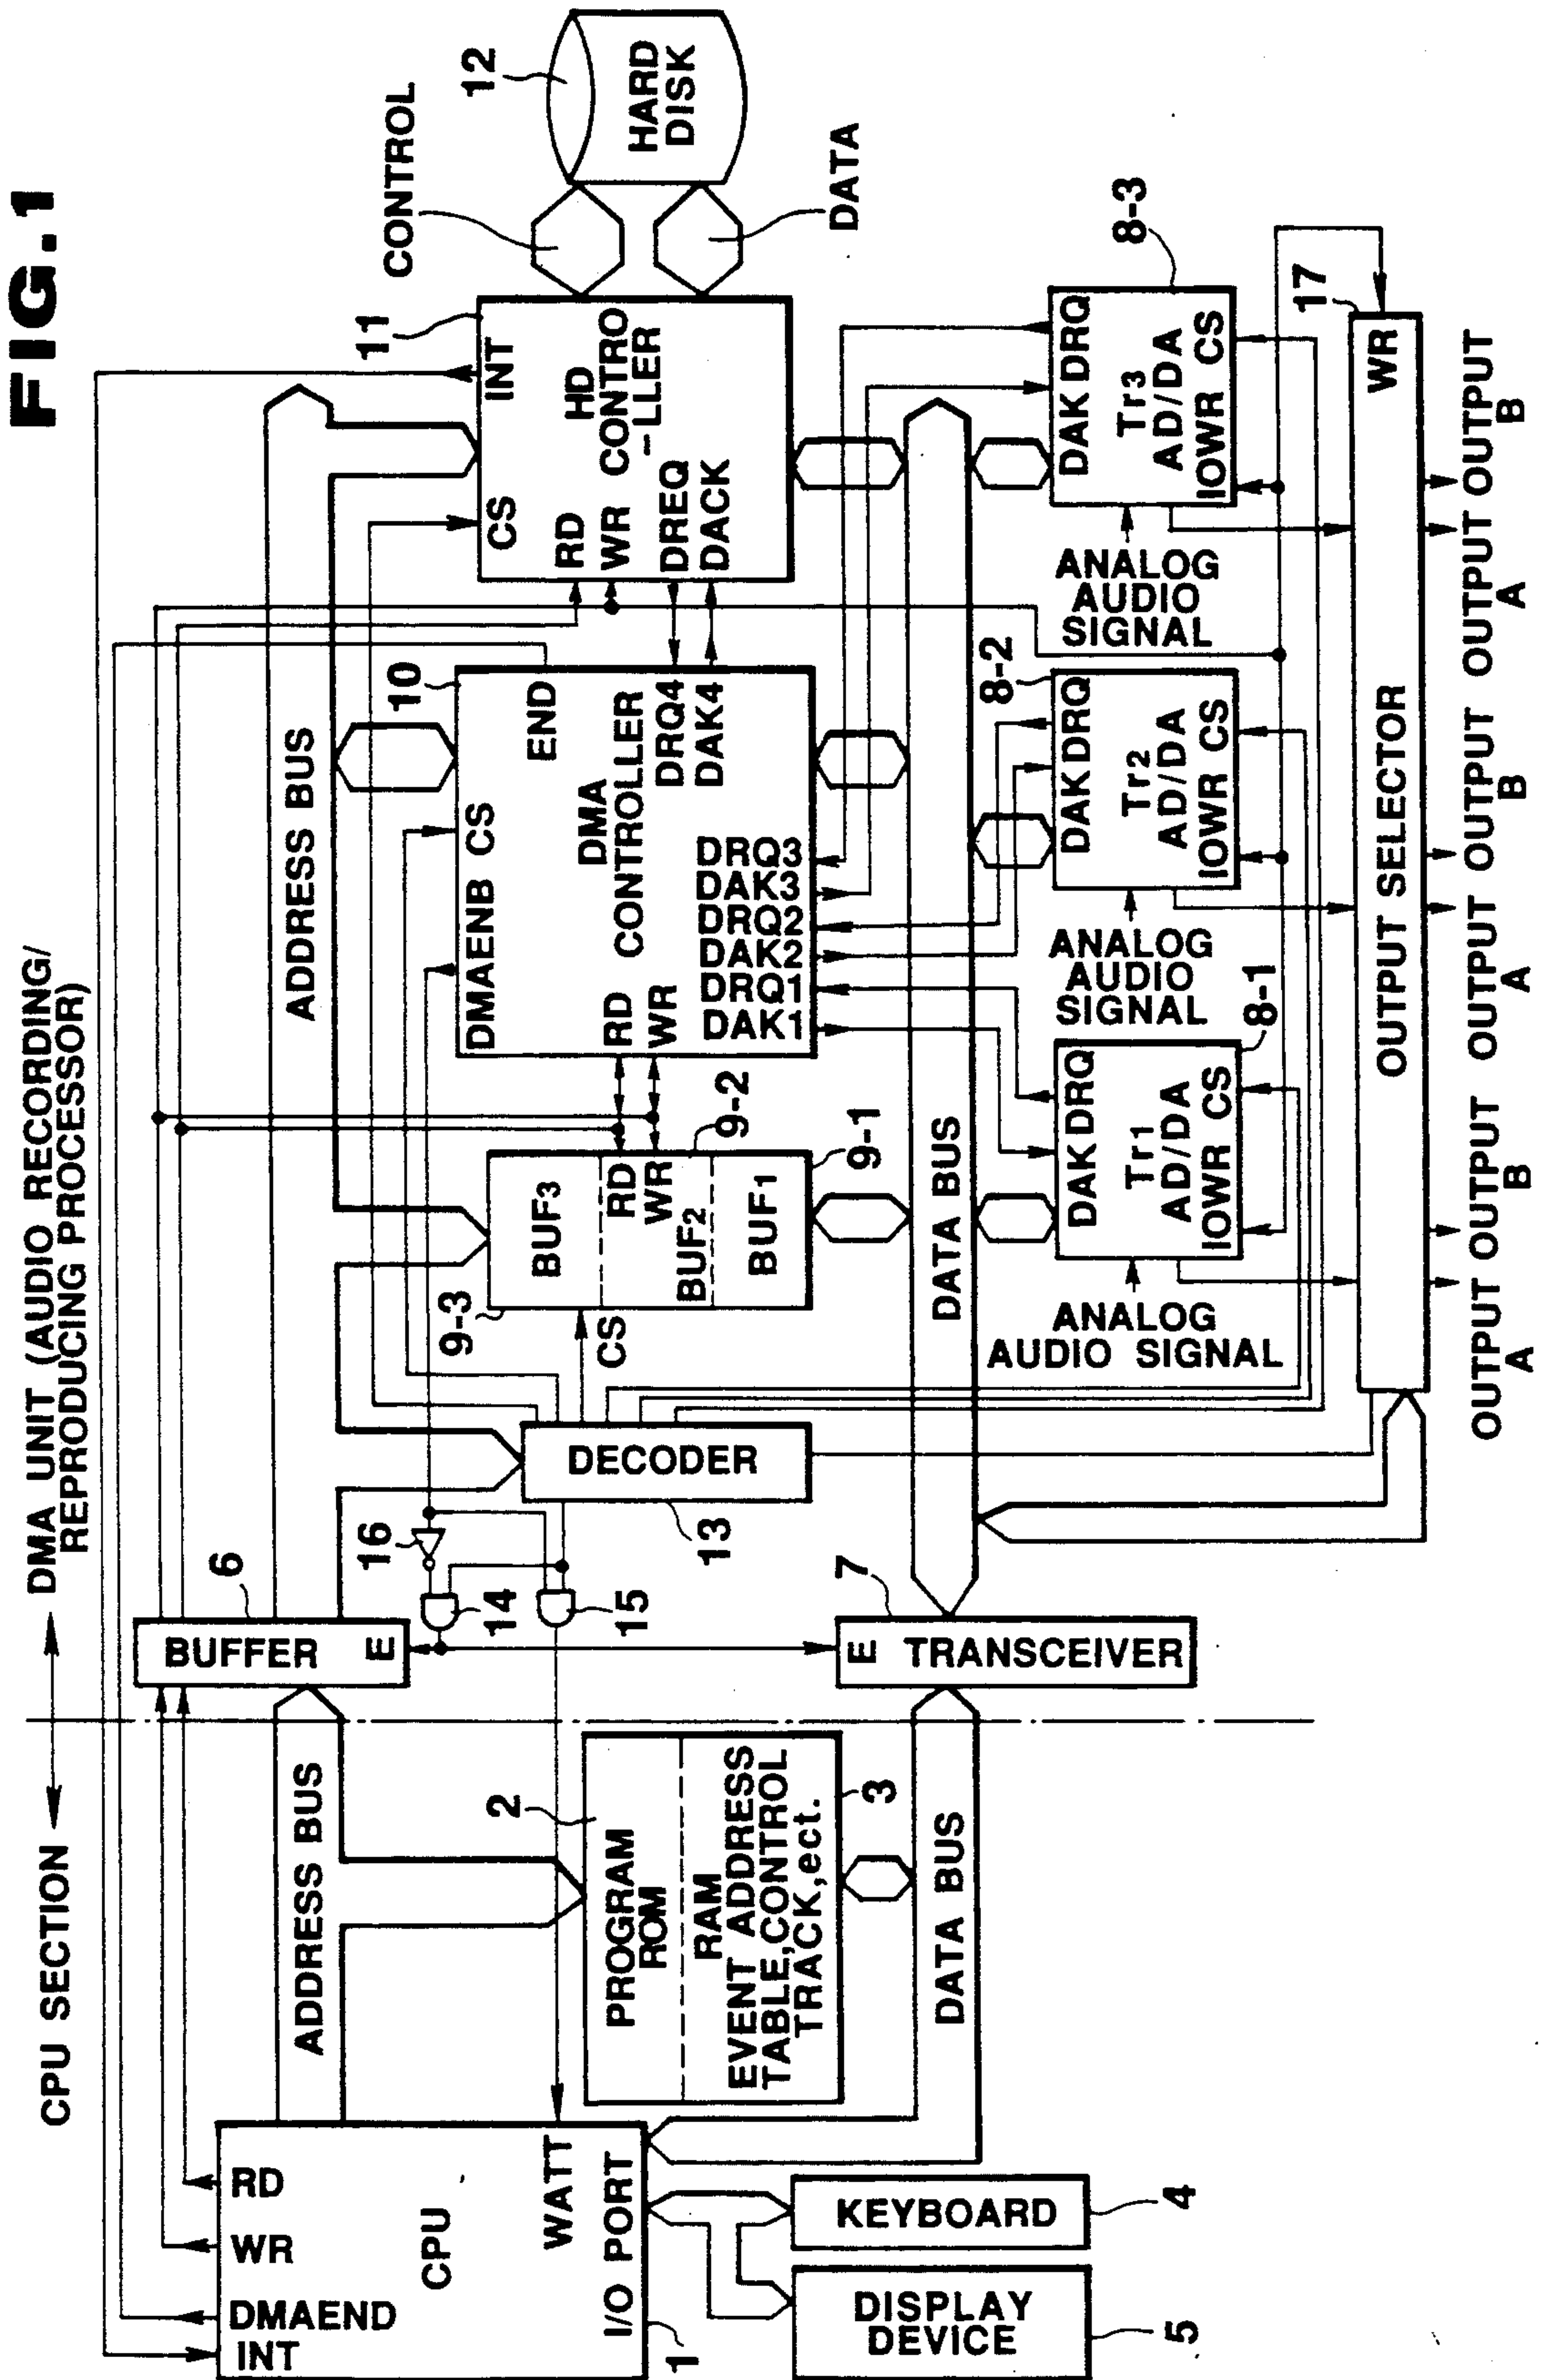 FIG.1
CPU SECTION
DMA UNIT (AUDIO RECORDING/
REPRODUCING PROCESSOR)
INT
DMAEND
WR
RD
CPU
WATT
I/O PORT
1
ADDRESS BUS
2
PROGRAM
ROM
RAM
EVENT ADDRESS
TABLE,CONTROL
TRACK,ect.
3
DATA BUS
KEYBOARD
4
DISPLAY
DEVICE
5
BUFFER
E
6
E TRANSCEIVER
7
16
14
15
DECODER
13
ADDRESS BUS
CS
BUF3
RD
WR
BUF2
BUF1
9-3
9-2
9-1
10
DMAENB CS
END
DMA
CONTROLLER
RD
WR
DRQ4
DAK4
DRQ3
DAK3
DRQ2
DAK2
DRQ1
DAK1
11
CS
INT
HD
CONTRO
-LLER
RD
WR
DREQ
DACK
CONTROL
DATA
12
HARD
DISK
DATA BUS
DAK DRQ
Tr1
AD/DA
IOWR CS
8-1
ANALOG
AUDIO SIGNAL
DAK DRQ
Tr2
AD/DA
IOWR CS
8-2
ANALOG
AUDIO
SIGNAL
DAK DRQ
Tr3
AD/DA
IOWR CS
8-3
ANALOG
AUDIO
SIGNAL
OUTPUT SELECTOR
WR
17
OUTPUT
A
OUTPUT
B
OUTPUT
A
OUTPUT
B
OUTPUT
A
OUTPUT
B